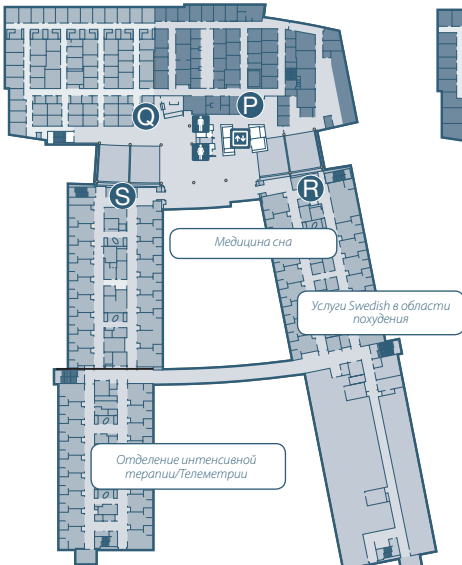 P
Q
S
R
Медицина сна
Услуги Swedish в области
похудения
Отделение интенсивной
терапии/Телеметрии